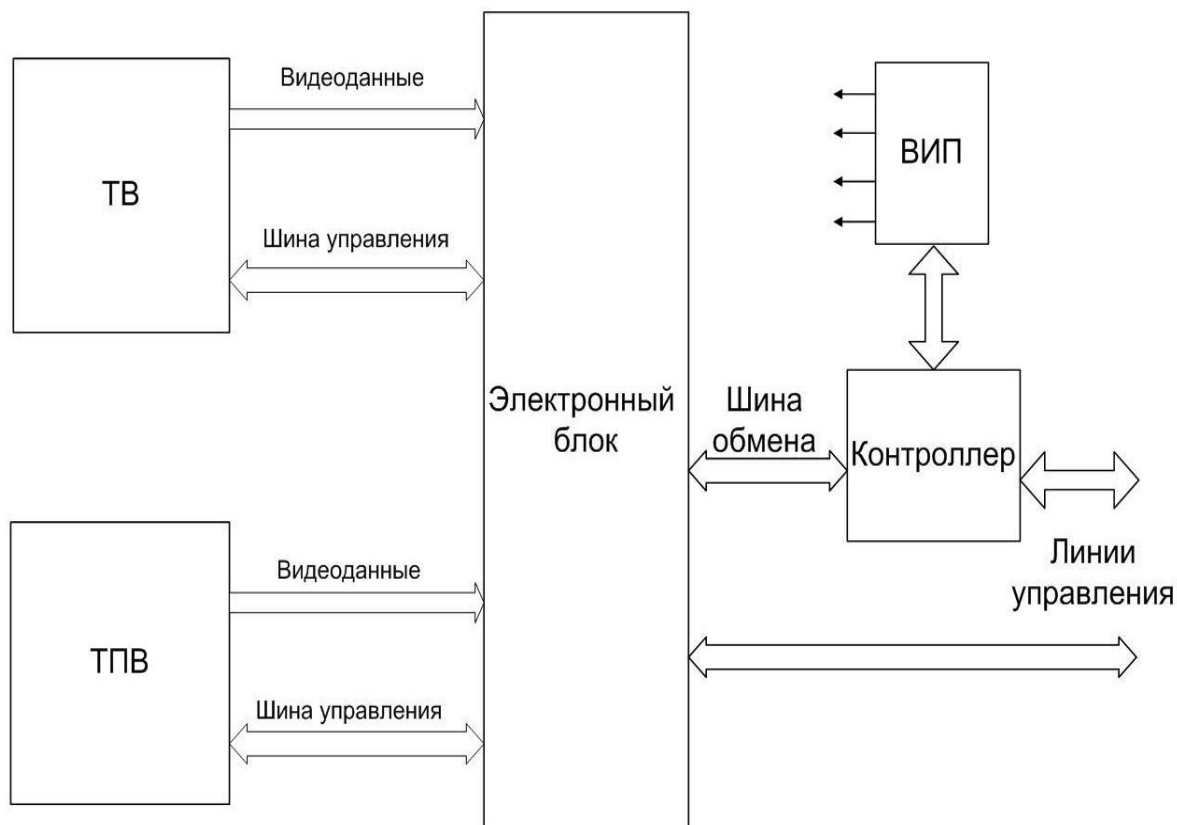 Видеоданные
ТВ
Шина управления
ВИП
Электронный
блок
Шина
обмена
Контроллер
Линии
управления
Видеоданные
ТПВ
Шина управления